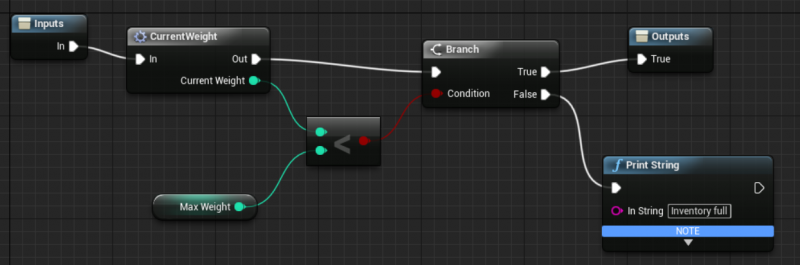 Inputs
In
CurrentWeight
In Out
Current Weight
Max Weight
<
Branch
True
Condition False
Outputs
True
Print String
In String Inventory full
NOTE